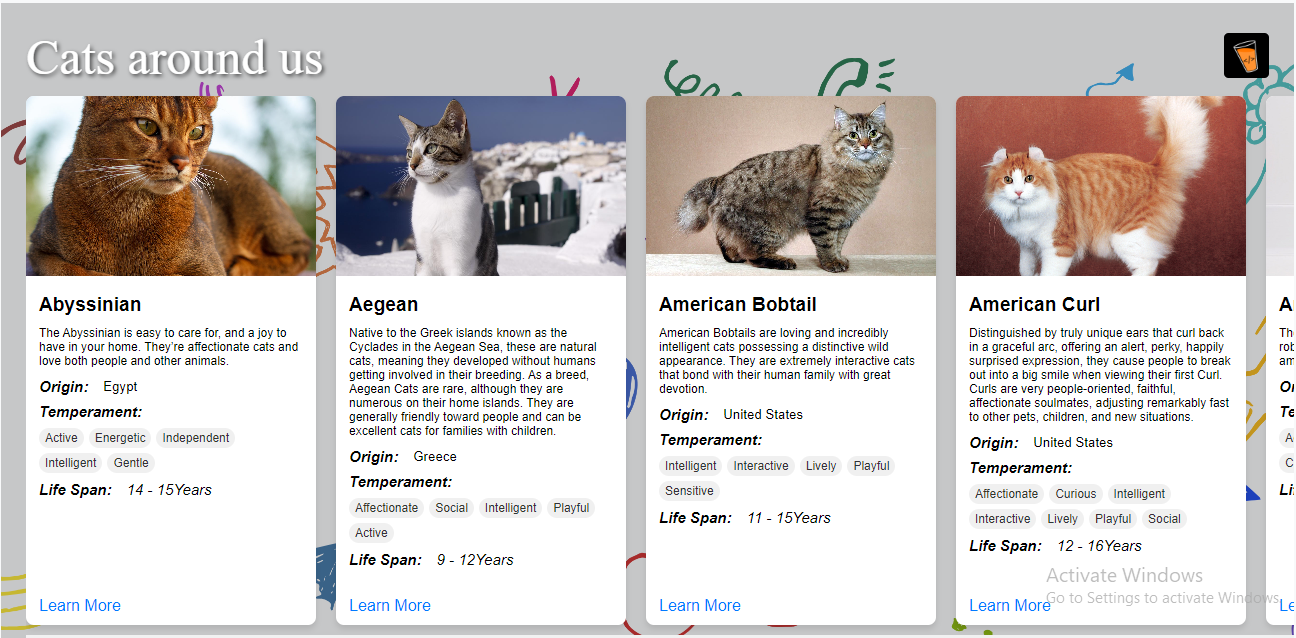 Cats around us
</>
Abyssinian
The Abyssinian is easy to care for, and a joy to
have in your home. They're affectionate cats and
love both people and other animals.
Origin: Egypt
Temperament:
Active Energetic Independent
Intelligent Gentle
Life Span: 14 - 15Years
Learn More
Aegean
Native to the Greek islands known as the
Cyclades in the Aegean Sea, these are natural
cats, meaning they developed without humans
getting involved in their breeding. As a breed,
Aegean Cats are rare, although they are
numerous on their home islands. They are
generally friendly toward people and can be
excellent cats for families with children.
Origin: Greece
Temperament:
Affectionate Social Intelligent Playful
Active
Life Span: 9 - 12Years
Learn More
American Bobtail
American Bobtails are loving and incredibly
intelligent cats possessing a distinctive wild
appearance. They are extremely interactive cats
that bond with their human family with great
devotion.
Origin: United States
Temperament:
Intelligent Interactive Lively Playful
Sensitive
Life Span: 11 - 15Years
Learn More
American Curl
Distinguished by truly unique ears that curl back
in a graceful arc, offering an alert, perky, happily
surprised expression, they cause people to break
out into a big smile when viewing their first Curl.
Curls are very people-oriented, faithful,
affectionate soulmates, adjusting remarkably fast
to other pets, children, and new situations.
Origin: United States
Temperament:
Affectionate Curious Intelligent
Interactive Lively Playful Social
Life Span: 12 - 16Years
Learn More
Activate Windows
Go to Settings to activate Windows.